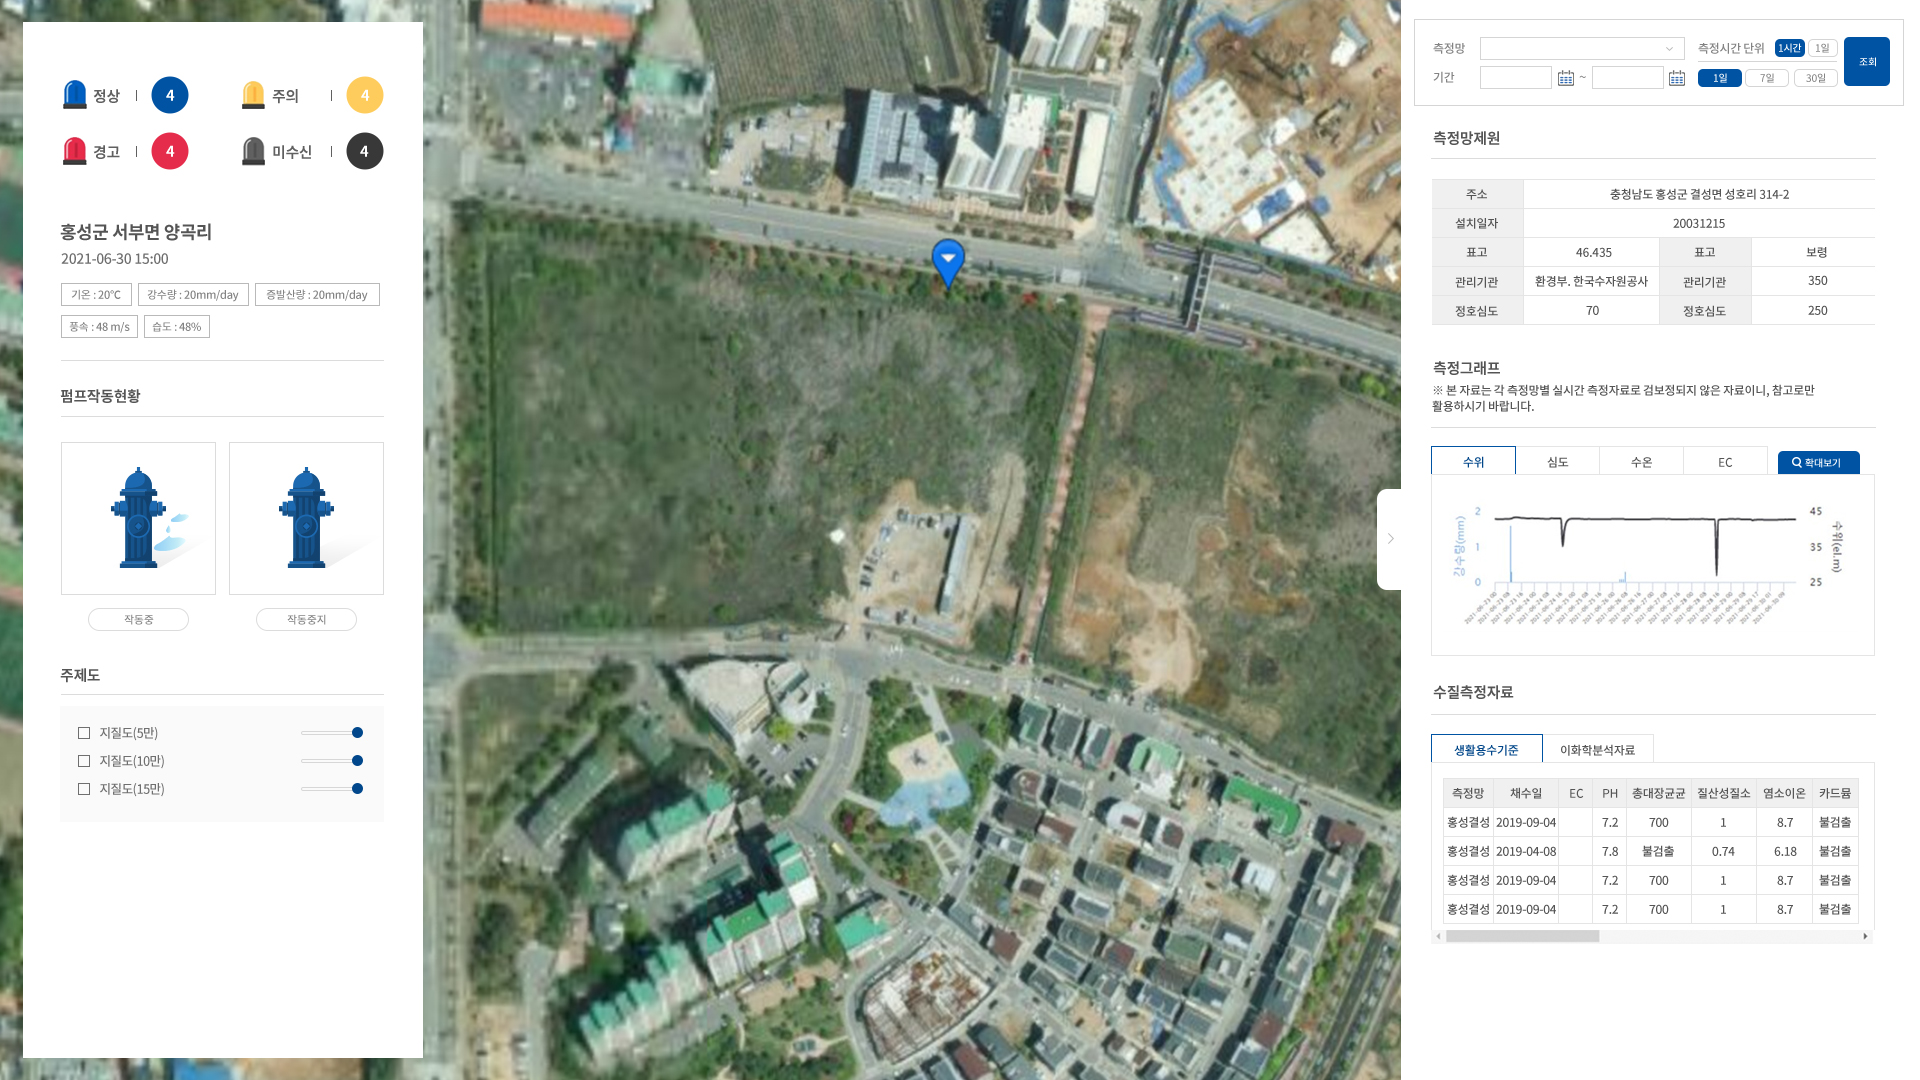 정상 4
주의 4
경고 4
미수신 4
홍성군 서부면 양곡리
2021-06-30 15:00
기온 : 20℃
강수량 : 20mm/day
증발산량 : 20mm/day
풍속 : 48 m/s
습도 : 48%
펌프작동현황
작동중
작동중지
주제도
지질도(5만)
지질도(10만)
지질도(15만)
측정망
측정시간 단위 1시간 1일
조회
기간 ~
1일 7일 30일
측정망제원
주소 충청남도 홍성군 결성면 성호리 314-2
설치일자 20031215
표고 46.435 표고 보령
관리기관 환경부. 한국수자원공사 관리기관 350
정호심도 70 정호심도 250
측정그래프
※ 본 자료는 각 측정망별 실시간 측정자료로 검보정되지 않은 자료이니, 참고로만
활용하시기 바랍니다.
수위 심도 수온 EC 확대보기
강수량(mm)
2
1
0
45
35
25
수위(el.m)
수질측정자료
생활용수기준 이화학분석자료
측정망 채수일 EC PH 총대장균균 질산성질소 염소이온 카드뮴
홍성결성 2019-09-04 7.2 700 1 8.7 불검출
홍성결성 2019-04-08 7.8 불검출 0.74 6.18 불검출
홍성결성 2019-09-04 7.2 700 1 8.7 불검출
홍성결성 2019-09-04 7.2 700 1 8.7 불검출